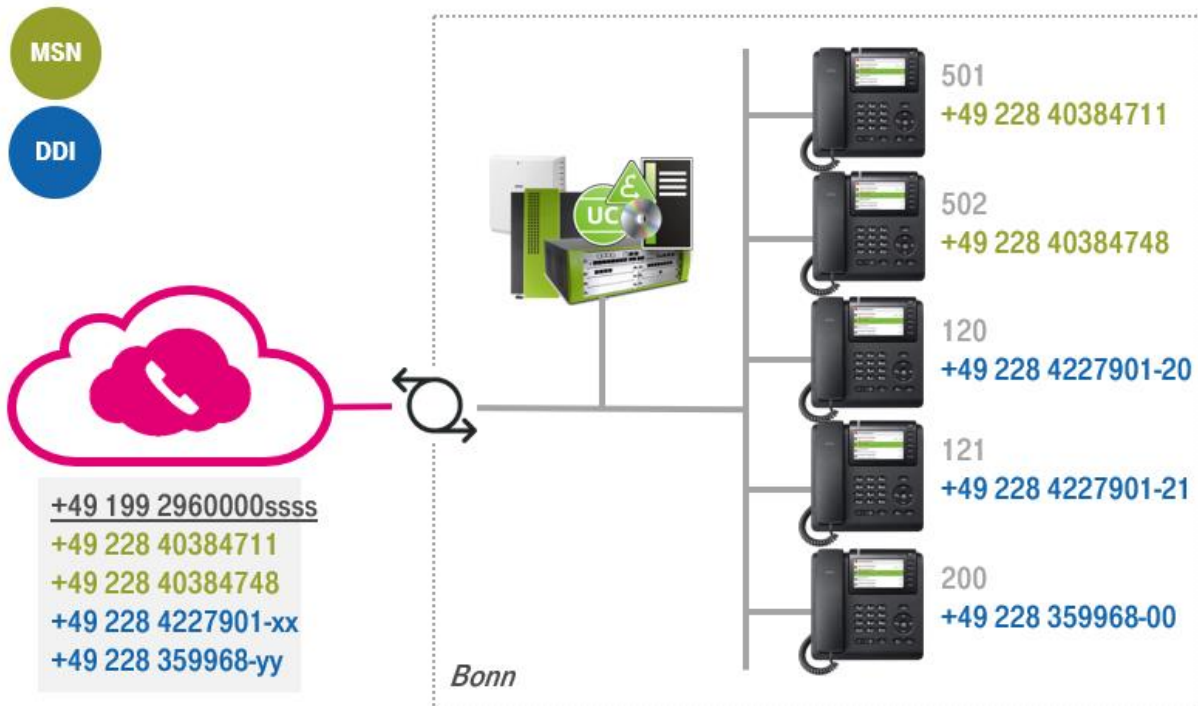 MSN
DDI
UC
501
+49 228 40384711
502
+49 228 40384748
120
+49 228 4227901-20
121
+49 228 4227901-21
200
+49 228 359968-00
+49 199 2960000ssss
+49 228 40384711
+49 228 40384748
+49 228 4227901-xx
+49 228 359968-yy
Bonn